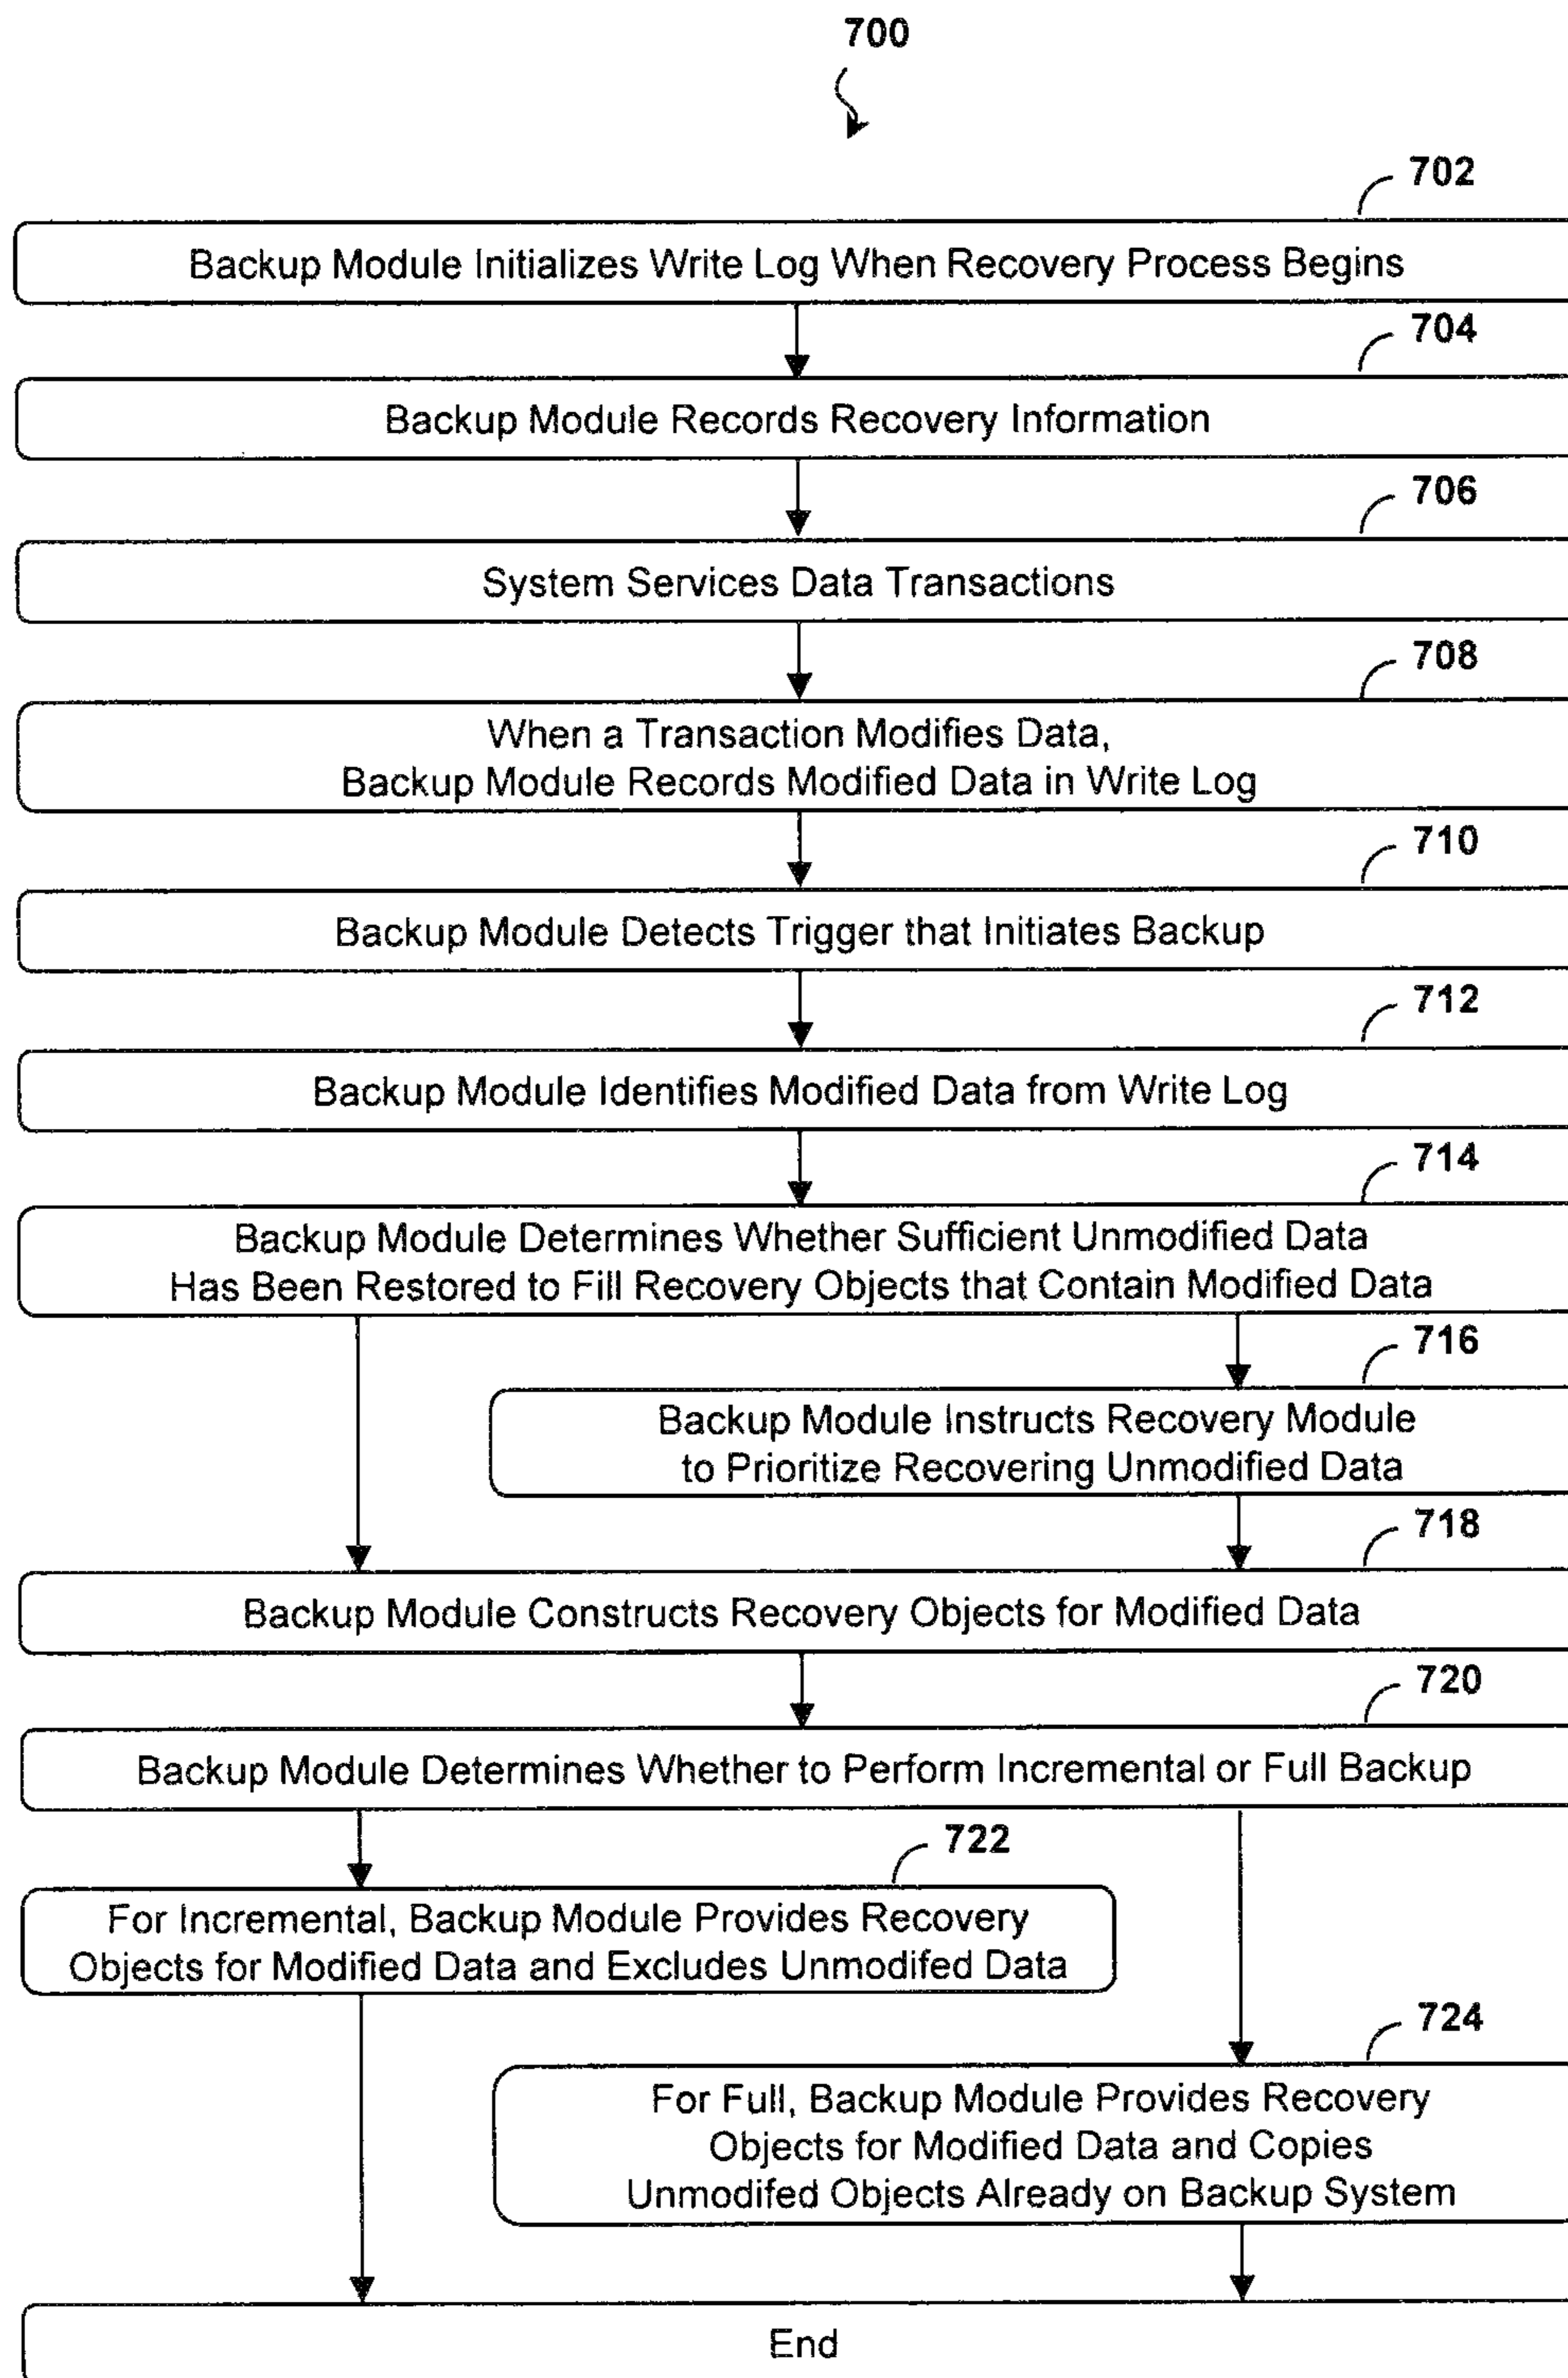 700
702
Backup Module Initializes Write Log When Recovery Process Begins
704
Backup Module Records Recovery Information
706
System Services Data Transactions
708
When a Transaction Modifies Data,
Backup Module Records Modified Data in Write Log
710
Backup Module Detects Trigger that Initiates Backup
712
Backup Module Identifies Modified Data from Write Log
714
Backup Module Determines Whether Sufficient Unmodified Data
Has Been Restored to Fill Recovery Objects that Contain Modified Data
716
Backup Module Instructs Recovery Module
to Prioritize Recovering Unmodified Data
718
Backup Module Constructs Recovery Objects for Modified Data
720
Backup Module Determines Whether to Perform Incremental or Full Backup
722
For Incremental, Backup Module Provides Recovery
Objects for Modified Data and Excludes Unmodifed Data
724
For Full, Backup Module Provides Recovery
Objects for Modified Data and Copies
Unmodifed Objects Already on Backup System
End